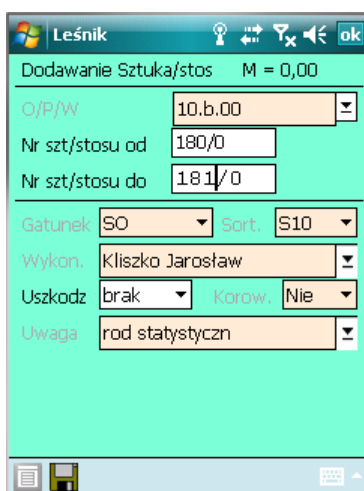 Leśnik ok
Dodawanie Sztuka/stos M = 0,00
O/P/W 10.b.00
Nr szt/stosu od 180/0
Nr szt/stosu do 181/0
Gatunek SO Sort. S10
Wykon. Kliszko Jarosław
Uszkodz brak Korow. Nie
Uwaga rod statystyczn